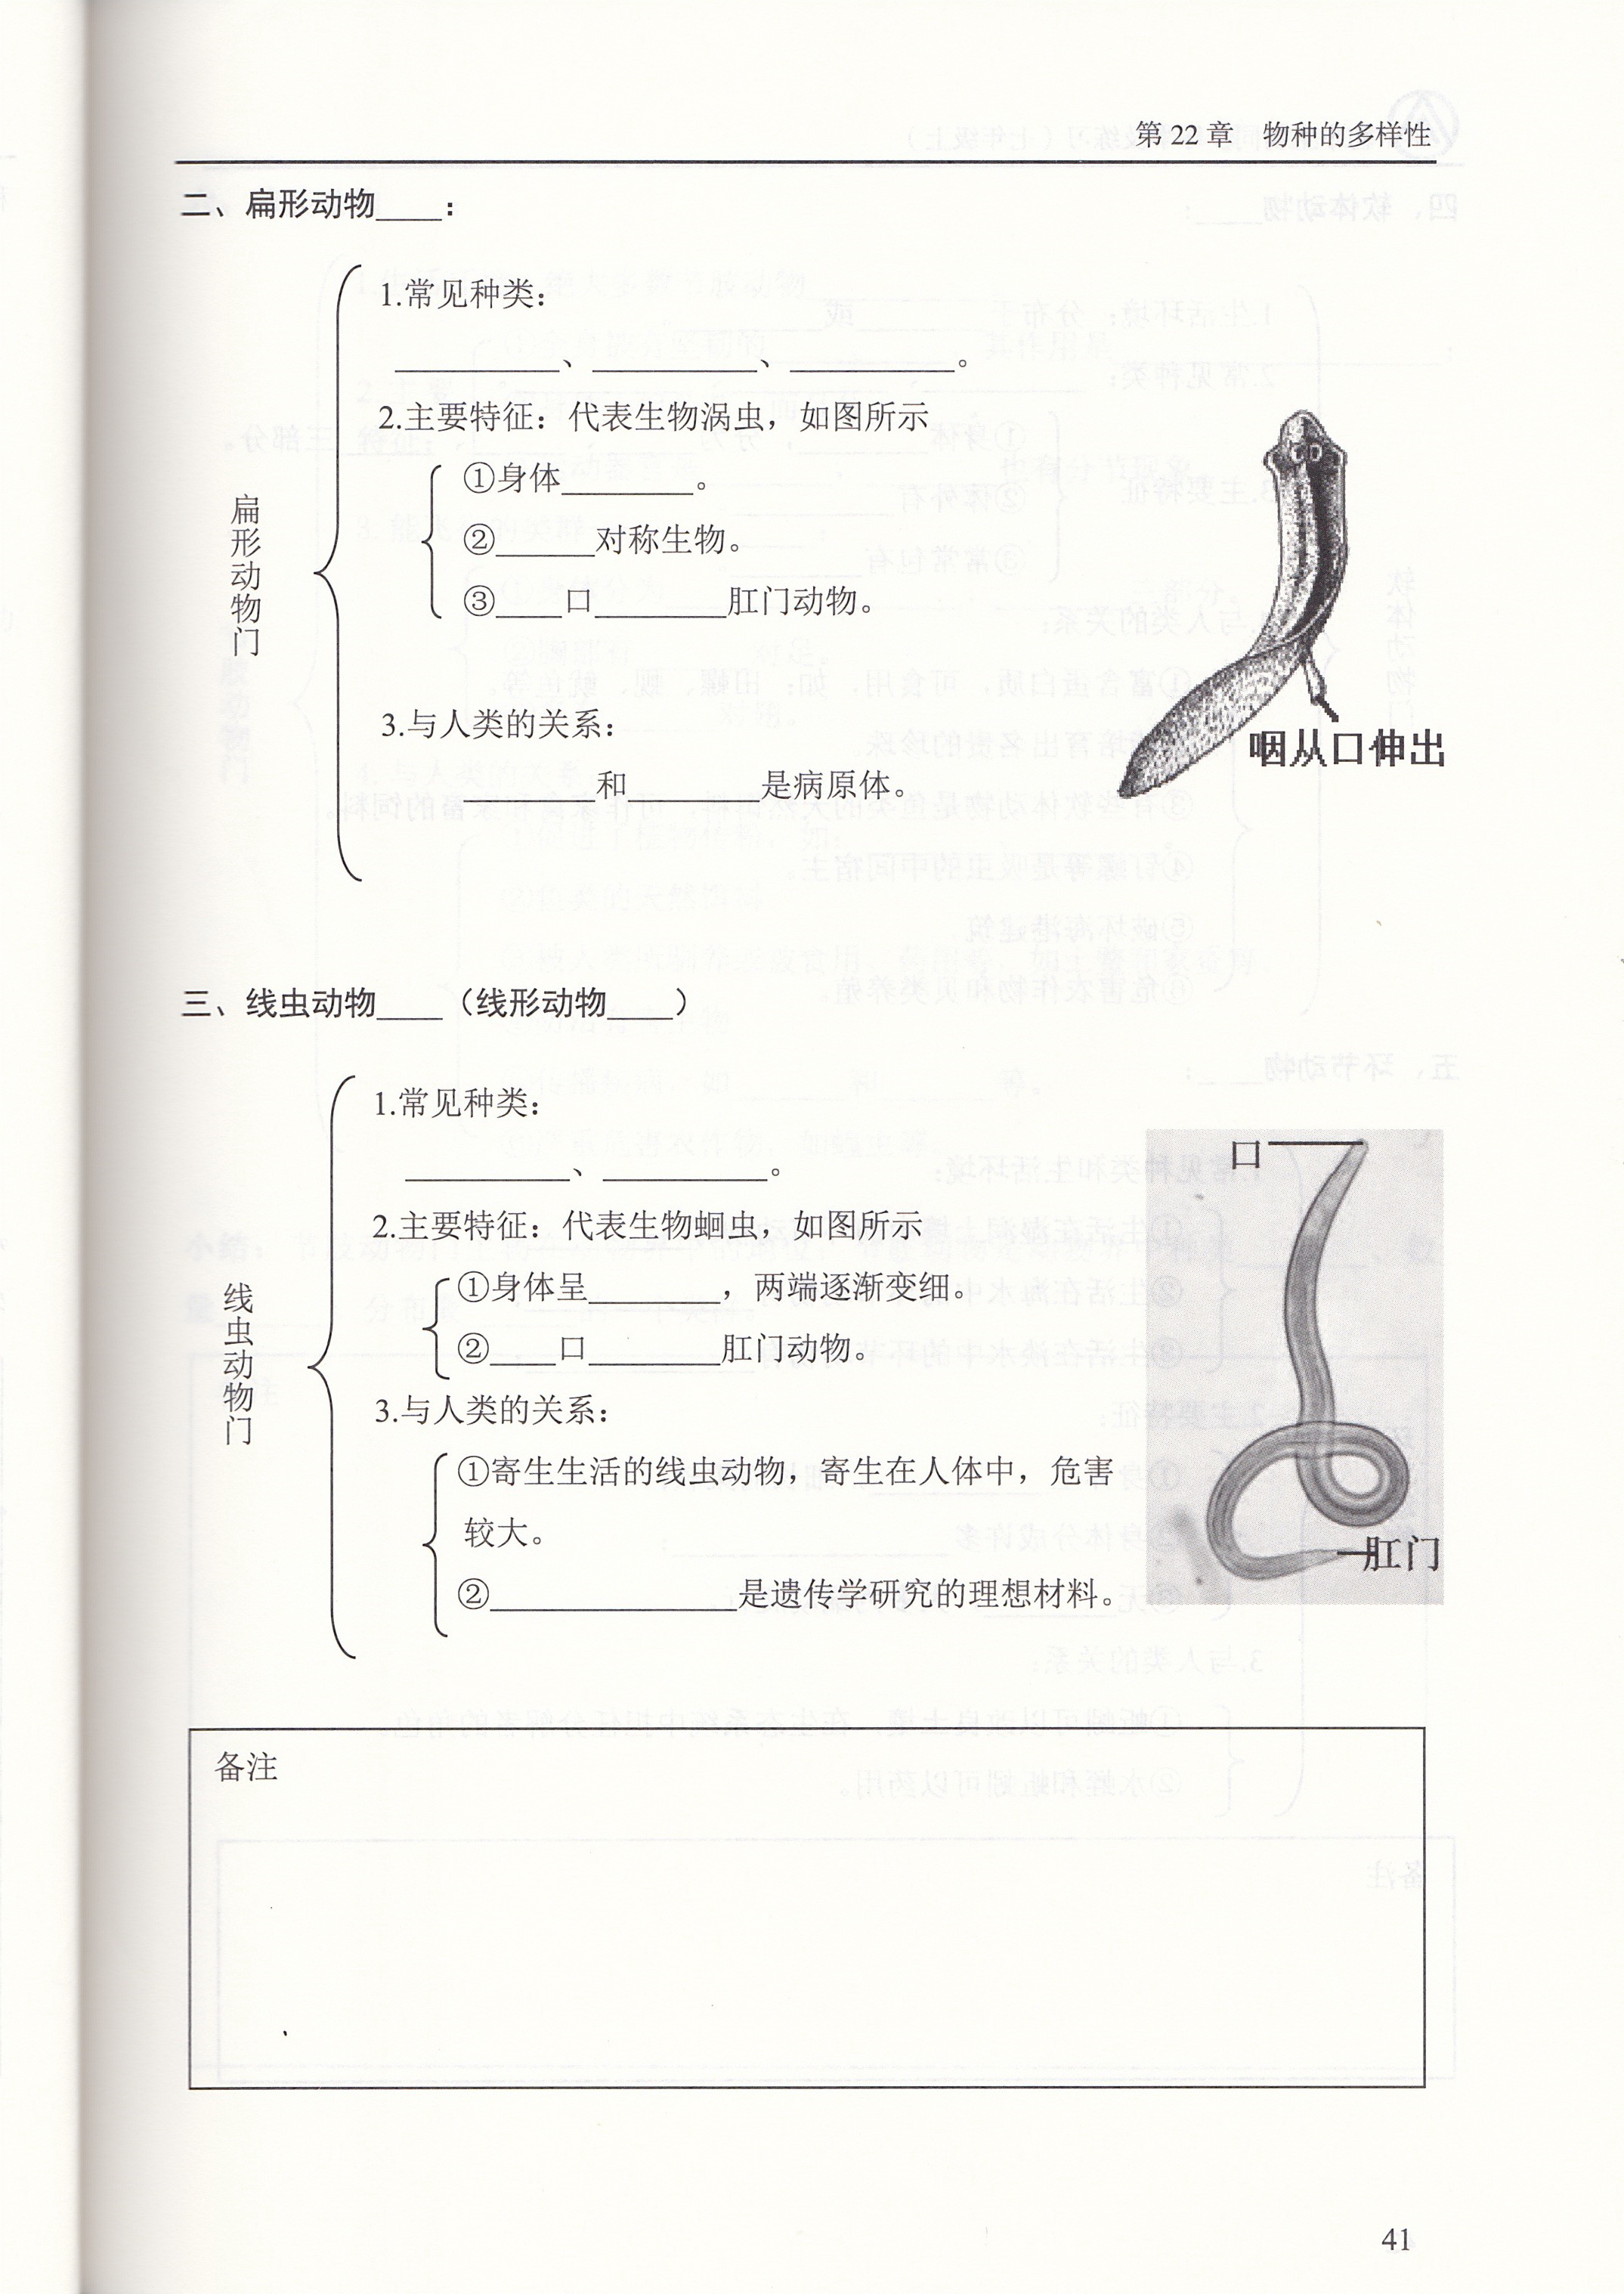 第 22 章 物种的多样性
二、扁形动物____：
扁形动物门
1.常见种类：
__________、__________、__________。
2.主要特征：代表生物涡虫，如图所示
①身体________。
②______对称生物。
③____口________肛门动物。
3.与人类的关系：
________和________是病原体。
咽从口伸出
三、线虫动物____（线形动物____）
线虫动物门
1.常见种类：
__________、__________。
2.主要特征：代表生物蛔虫，如图所示
①身体呈________，两端逐渐变细。
②____口________肛门动物。
3.与人类的关系：
①寄生生活的线虫动物，寄生在人体中，危害
较大。
②_______________是遗传学研究的理想材料。
口
肛门
备注
41